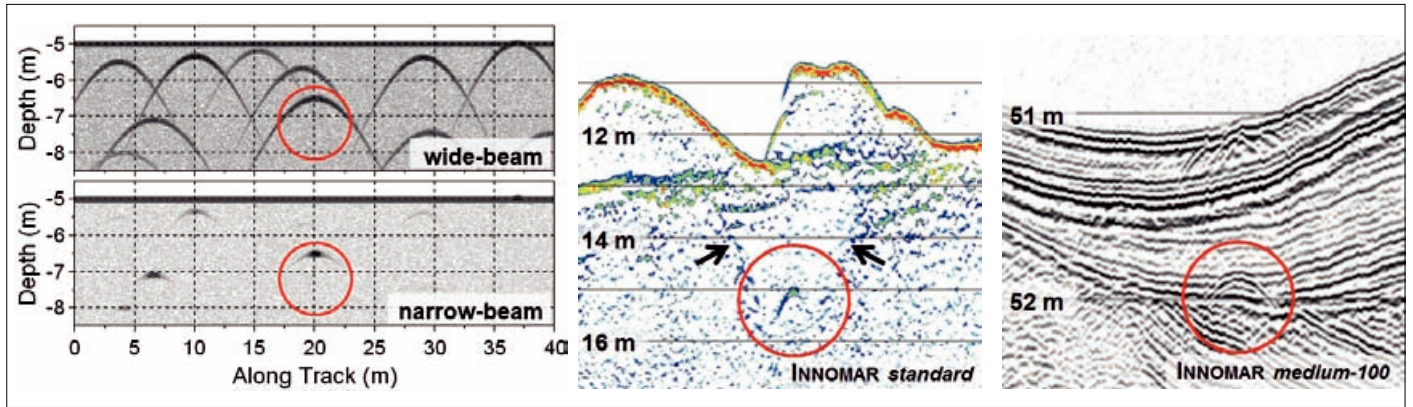 Depth (m)
-5
-6
-7
-8
wide-beam
Depth (m)
-5
-6
-7
-8
narrow-beam
0 5 10 15 20 25 30 35 40
Along Track (m)
12 m
14 m
16 m
INNOMAR standard
51 m
52 m
INNOMAR medium-100